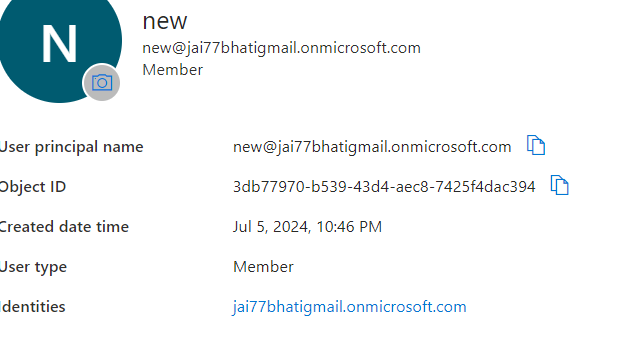 N
new
new@jai77bhatigmail.onmicrosoft.com
Member
User principal name new@jai77bhatigmail.onmicrosoft.com
Object ID 3db77970-b539-43d4-aec8-7425f4dac394
Created date time Jul 5, 2024, 10:46 PM
User type Member
Identities jai77bhatigmail.onmicrosoft.com